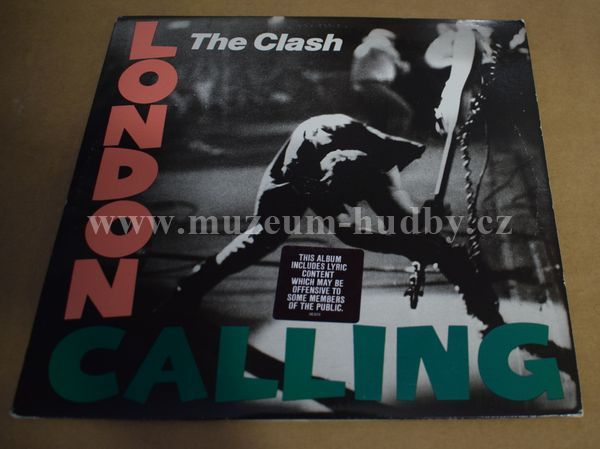 The Clash
LONDON
CALLING
www.muzeum-hudby.cz
THIS ALBUM
INCLUDES LYRIC
CONTENT
WHICH MAY BE
OFFENSIVE TO
SOME MEMBERS
OF THE PUBLIC.